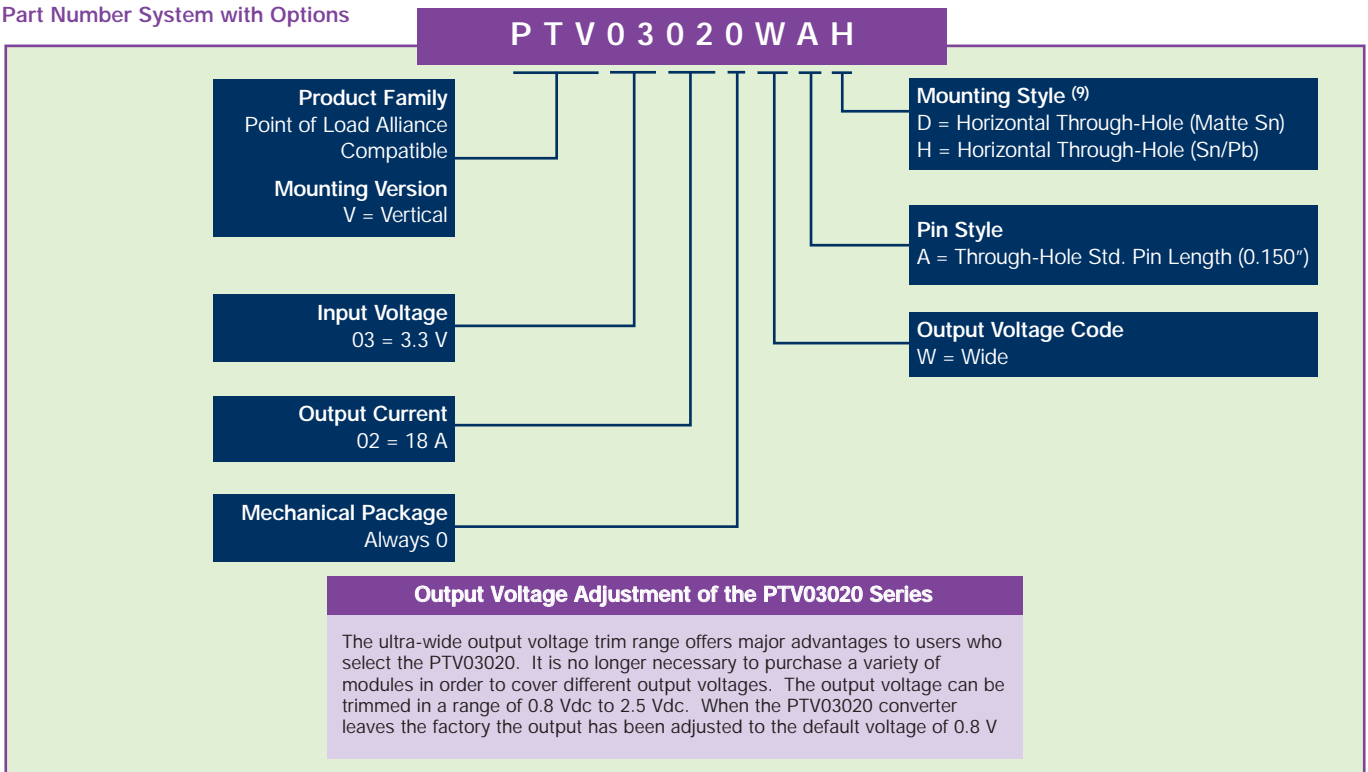 Part Number System with Options
P T V 0 3 0 2 0 W A H
Product Family
Point of Load Alliance
Compatible
Mounting Version
V = Vertical
Input Voltage
03 = 3.3 V
Output Current
02 = 18 A
Mechanical Package
Always 0
Mounting Style (9)
D = Horizontal Through-Hole (Matte Sn)
H = Horizontal Through-Hole (Sn/Pb)
Pin Style
A = Through-Hole Std. Pin Length (0.150″)
Output Voltage Code
W = Wide
Output Voltage Adjustment of the PTV03020 Series
The ultra-wide output voltage trim range offers major advantages to users who
select the PTV03020. It is no longer necessary to purchase a variety of
modules in order to cover different output voltages. The output voltage can be
trimmed in a range of 0.8 Vdc to 2.5 Vdc. When the PTV03020 converter
leaves the factory the output has been adjusted to the default voltage of 0.8 V